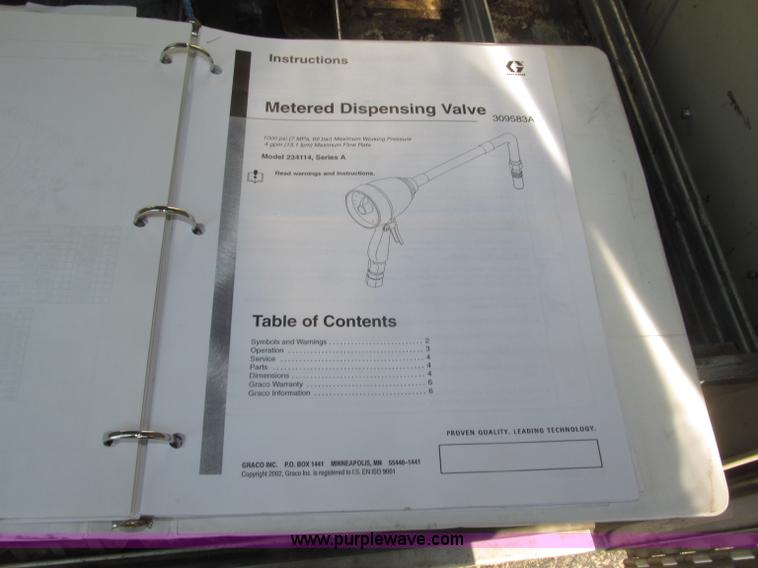 Instructions
Metered Dispensing Valve
309583A
1000 psi (7 MPa, 69 bar) Maximum Working Pressure
4 gpm (15.1 lpm) Maximum Flow Rate
Model 234114, Series A
Read warnings and instructions.
Table of Contents
Symbols and Warnings ........................ 2
Operation ................................... 3
Service ..................................... 4
Parts ....................................... 4
Dimensions .................................. 4
Graco Warranty .............................. 6
Graco Information ........................... 6
PROVEN QUALITY. LEADING TECHNOLOGY.
GRACO INC. P.O. BOX 1441 MINNEAPOLIS, MN 55440-1441
Copyright 2002, Graco Inc. is registered to I.S. EN ISO 9001
www.purplewave.com